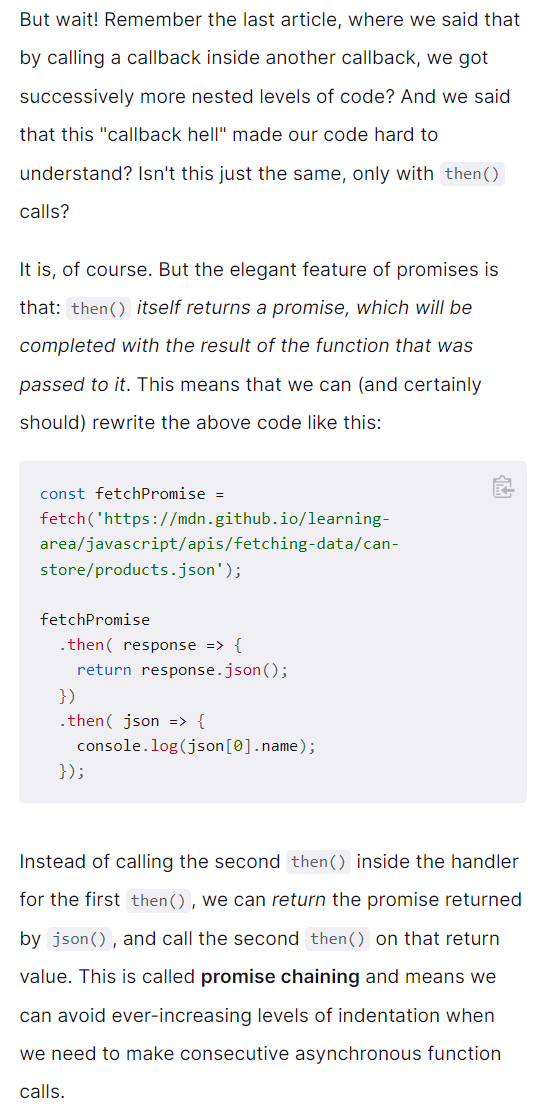 But wait! Remember the last article, where we said that
by calling a callback inside another callback, we got
successively more nested levels of code? And we said
that this "callback hell" made our code hard to
understand? Isn't this just the same, only with then()
calls?
It is, of course. But the elegant feature of promises is
that: then() itself returns a promise, which will be
completed with the result of the function that was
passed to it. This means that we can (and certainly
should) rewrite the above code like this:
const fetchPromise =
fetch('https://mdn.github.io/learning-
area/javascript/apis/fetching-data/can-
store/products.json');
fetchPromise
  .then( response => {
    return response.json();
  })
  .then( json => {
    console.log(json[0].name);
  });
Instead of calling the second then() inside the handler
for the first then(), we can return the promise returned
by json(), and call the second then() on that return
value. This is called promise chaining and means we
can avoid ever-increasing levels of indentation when
we need to make consecutive asynchronous function
calls.